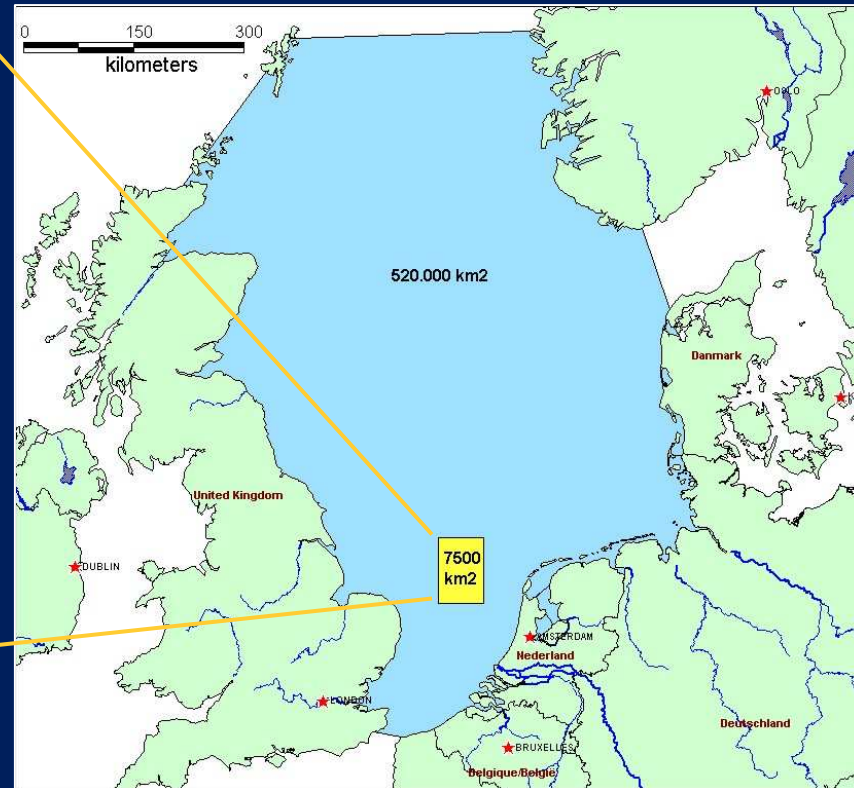 0 150 300
kilometers
OSLO
520.000 km2
Danmark
K
United Kingdom
7500
km2
DUBLIN
AMSTERDAM
Nederland
LONDON
Deutschland
BRUXELLES
Belgique/België